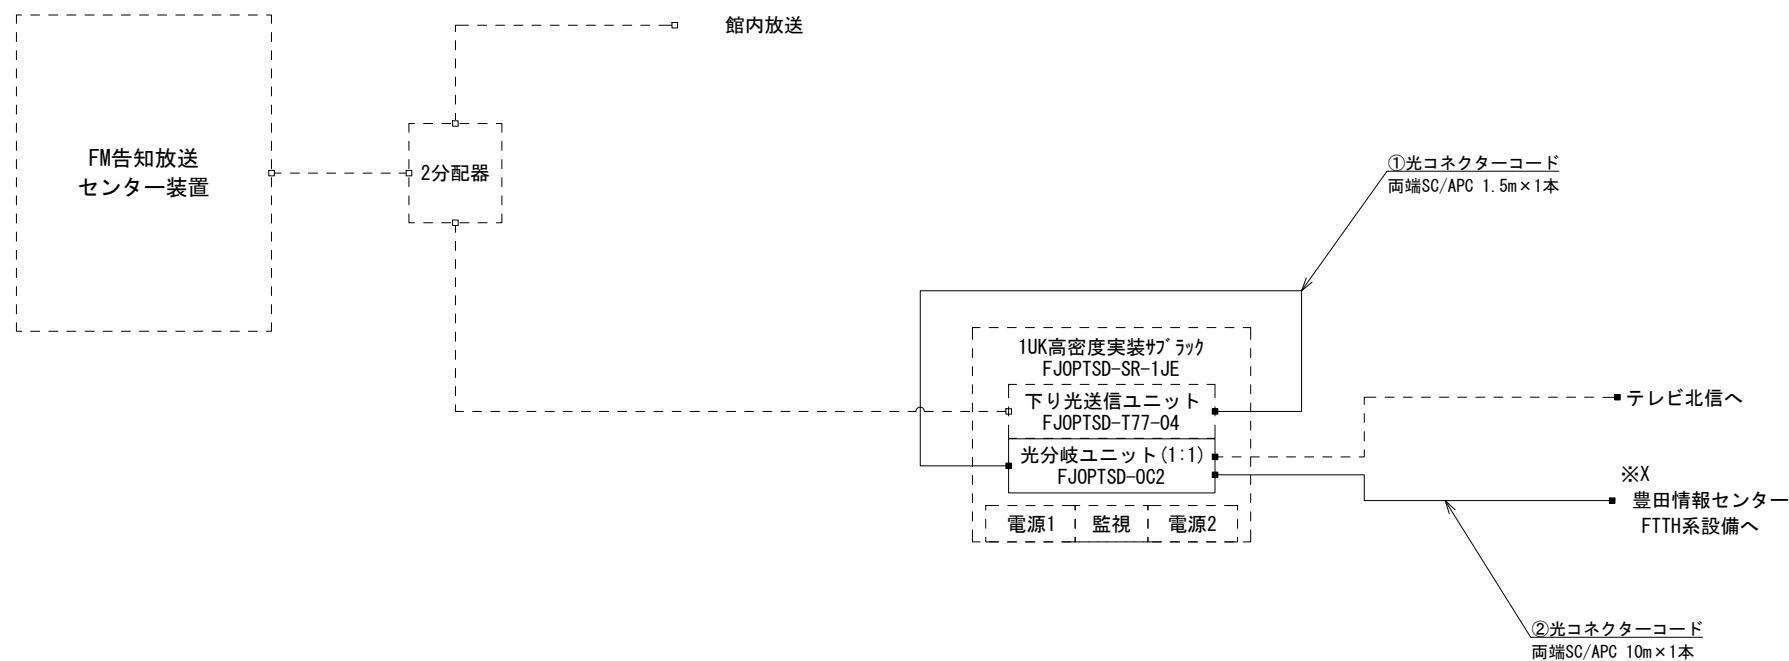 館内放送
FM告知放送
センター装置
2分配器
①光コネクターコード
両端SC/APC 1.5m×1本
1UK高密度実装ｻﾌﾞﾗｯｸ
FJOPTSD-SR-1JE
下り光送信ユニット
FJOPTSD-T77-04
光分岐ユニット(1:1)
FJOPTSD-OC2
電源1
監視
電源2
テレビ北信へ
※X
豊田情報センター
FTTH系設備へ
②光コネクターコード
両端SC/APC 10m×1本